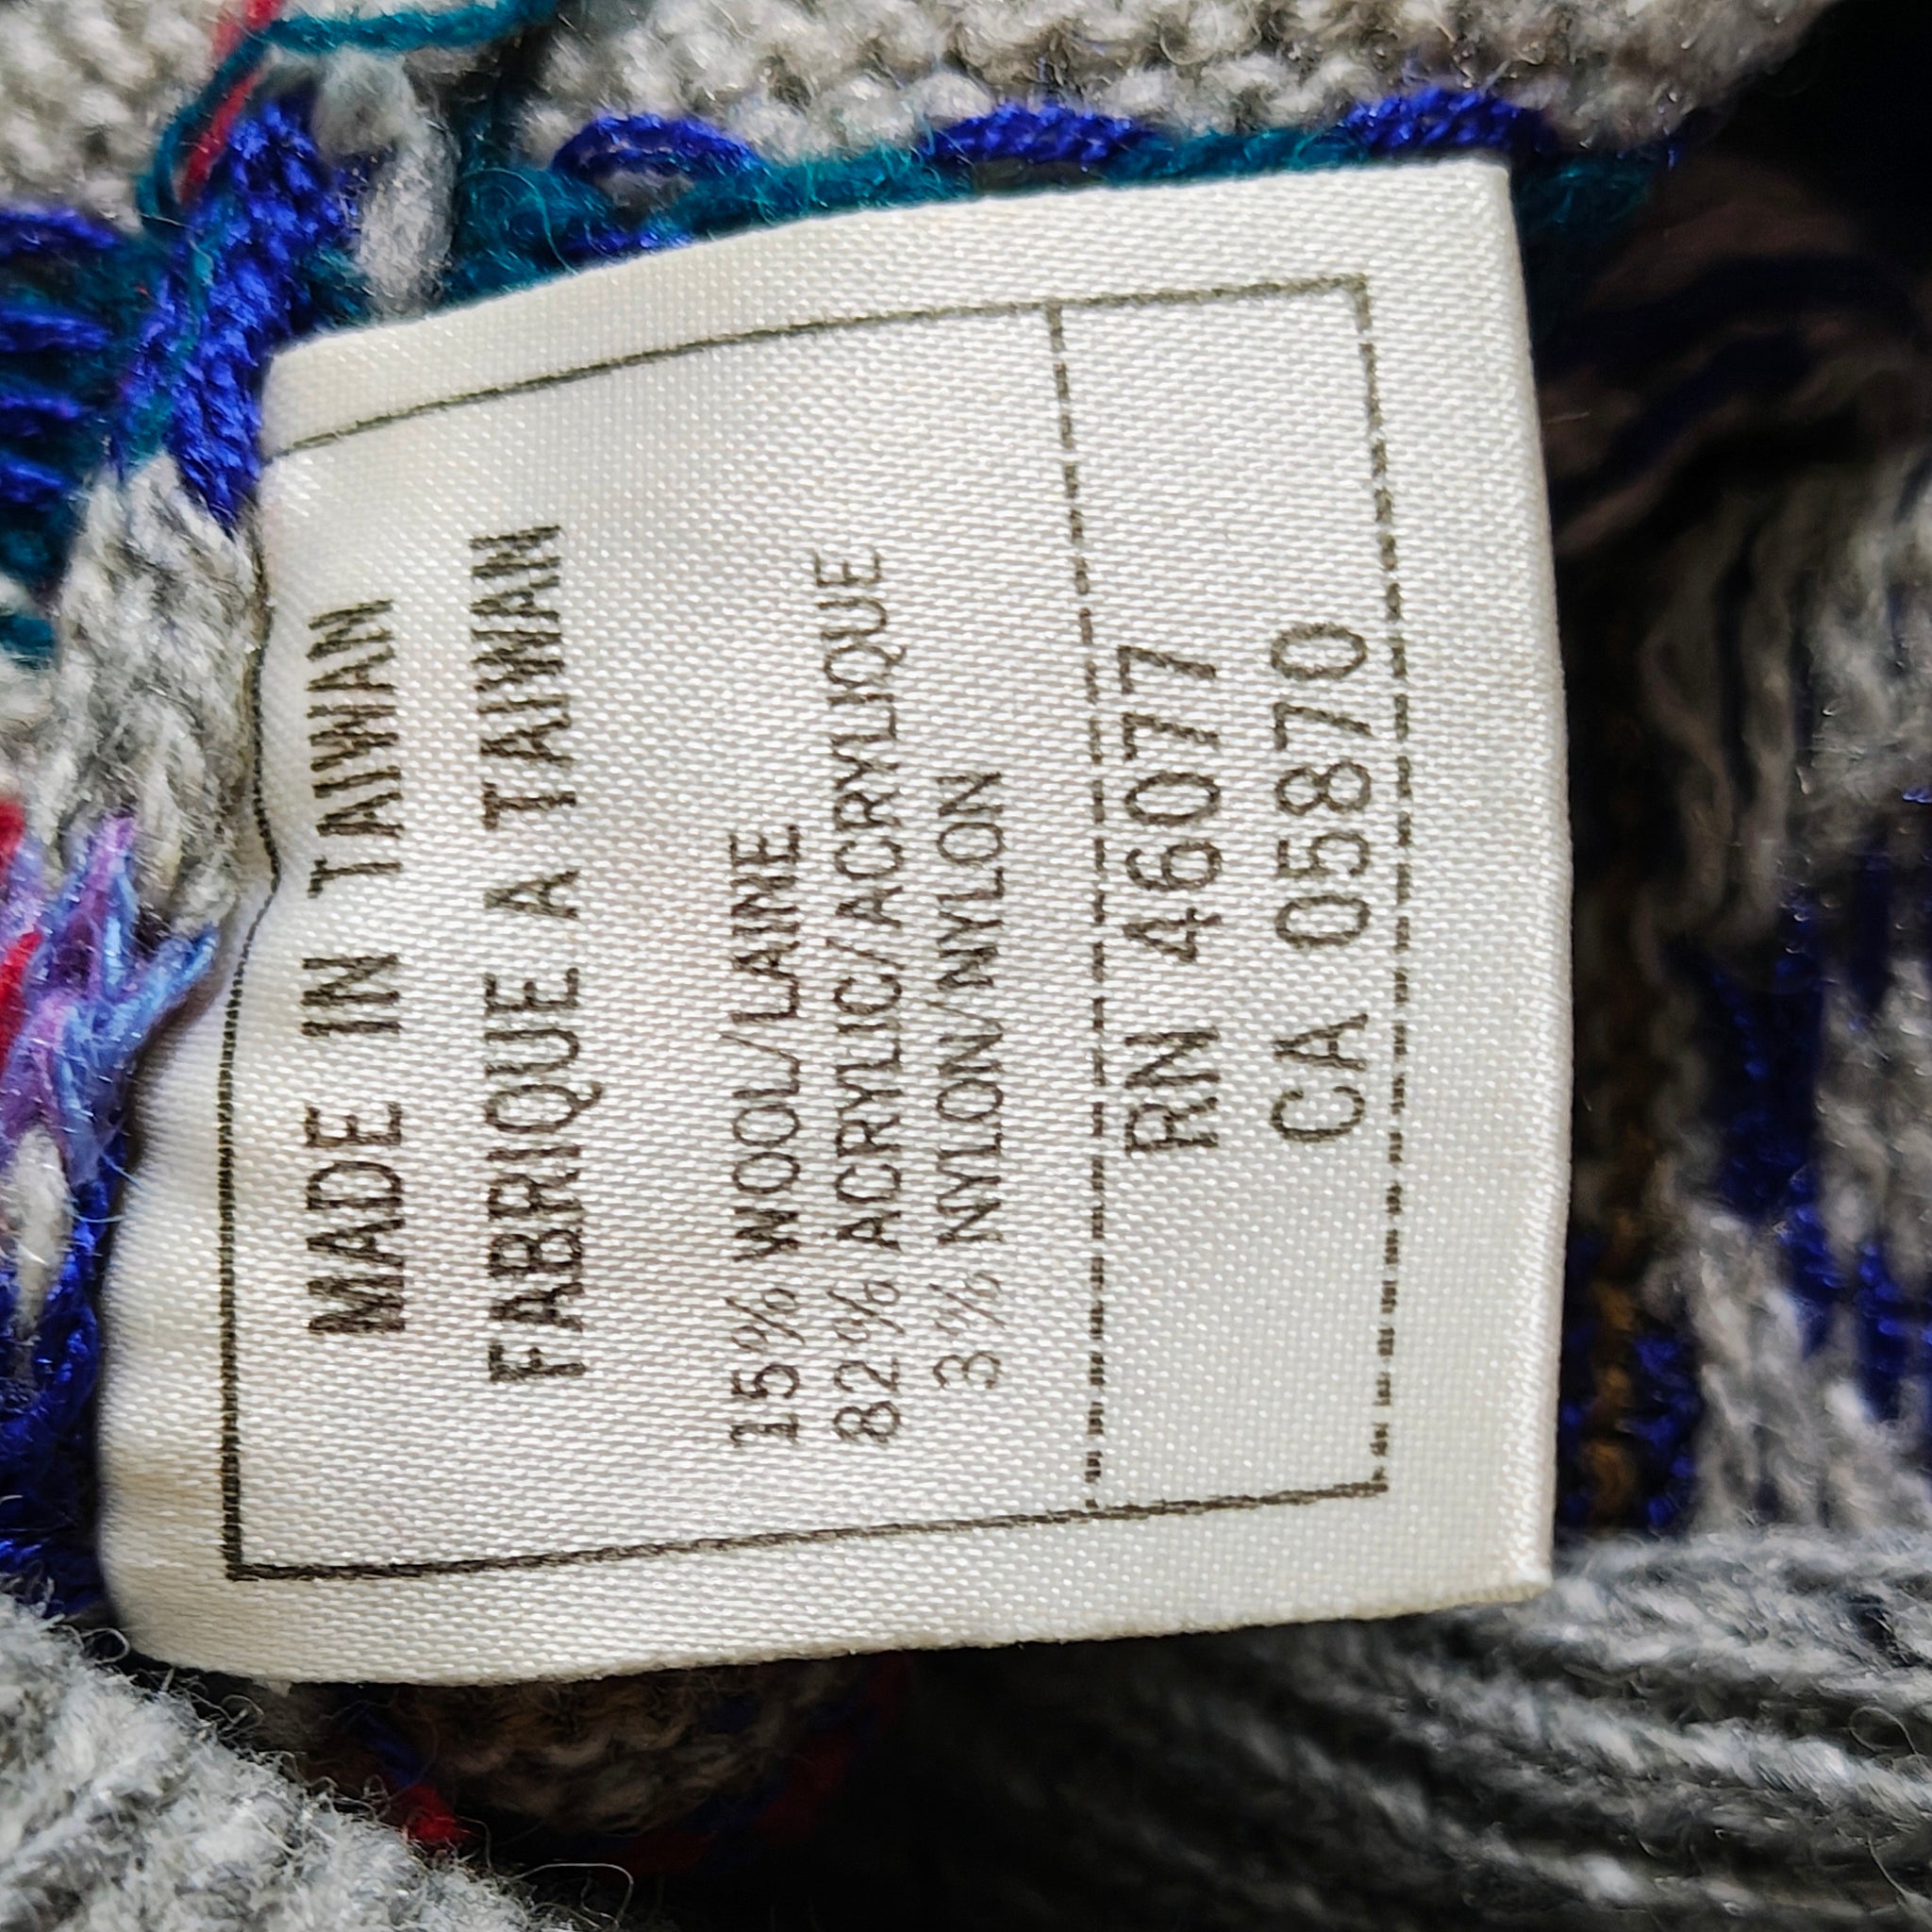 MADE IN TAIWAN
FABRIQUE A TAIWAN
15% WOOL/LAINE
82% ACRYLIC/ACRYLIQUE
3% NYLON/NYLON
RN 46077
CA 05870